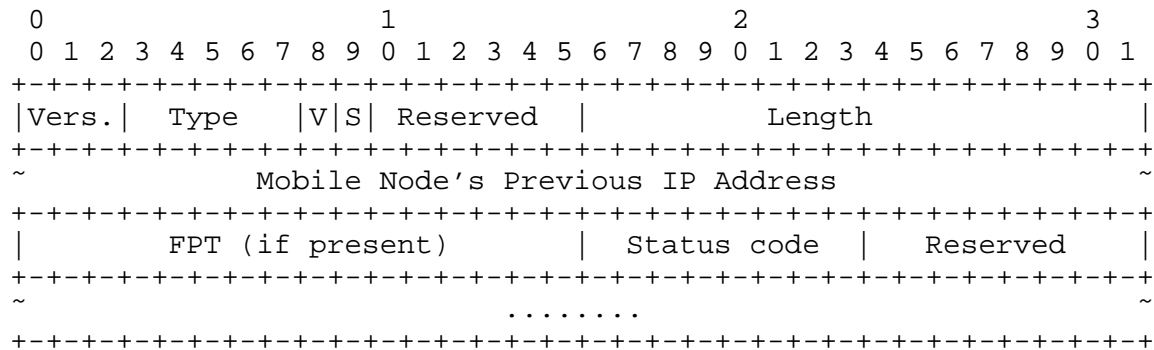 0                   1                   2                   3
 0 1 2 3 4 5 6 7 8 9 0 1 2 3 4 5 6 7 8 9 0 1 2 3 4 5 6 7 8 9 0 1
+-+-+-+-+-+-+-+-+-+-+-+-+-+-+-+-+-+-+-+-+-+-+-+-+-+-+-+-+-+-+-+-+
|Vers.|  Type   |V|S| Reserved  |          Length               |
+-+-+-+-+-+-+-+-+-+-+-+-+-+-+-+-+-+-+-+-+-+-+-+-+-+-+-+-+-+-+-+-+
~             Mobile Node's Previous IP Address                 ~
+-+-+-+-+-+-+-+-+-+-+-+-+-+-+-+-+-+-+-+-+-+-+-+-+-+-+-+-+-+-+-+-+
|        FPT (if present)       |  Status code  |   Reserved    |
+-+-+-+-+-+-+-+-+-+-+-+-+-+-+-+-+-+-+-+-+-+-+-+-+-+-+-+-+-+-+-+-+
~                           ........                            ~
+-+-+-+-+-+-+-+-+-+-+-+-+-+-+-+-+-+-+-+-+-+-+-+-+-+-+-+-+-+-+-+-+